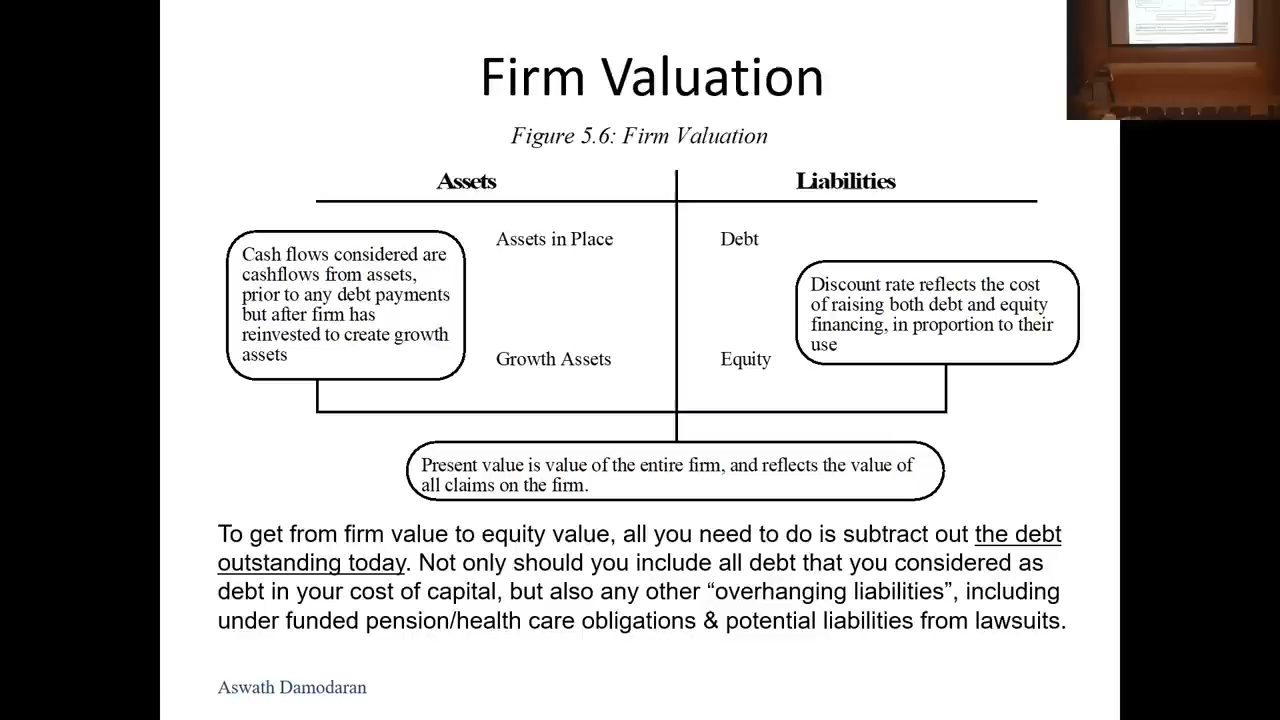 Firm Valuation
Figure 5.6: Firm Valuation
Assets
Liabilities
Assets in Place
Debt
Cash flows considered are
cashflows from assets,
prior to any debt payments
but after firm has
reinvested to create growth
assets
Discount rate reflects the cost
of raising both debt and equity
financing, in proportion to their
use
Growth Assets
Equity
Present value is value of the entire firm, and reflects the value of
all claims on the firm.
To get from firm value to equity value, all you need to do is subtract out the debt
outstanding today. Not only should you include all debt that you considered as
debt in your cost of capital, but also any other “overhanging liabilities”, including
under funded pension/health care obligations & potential liabilities from lawsuits.
Aswath Damodaran